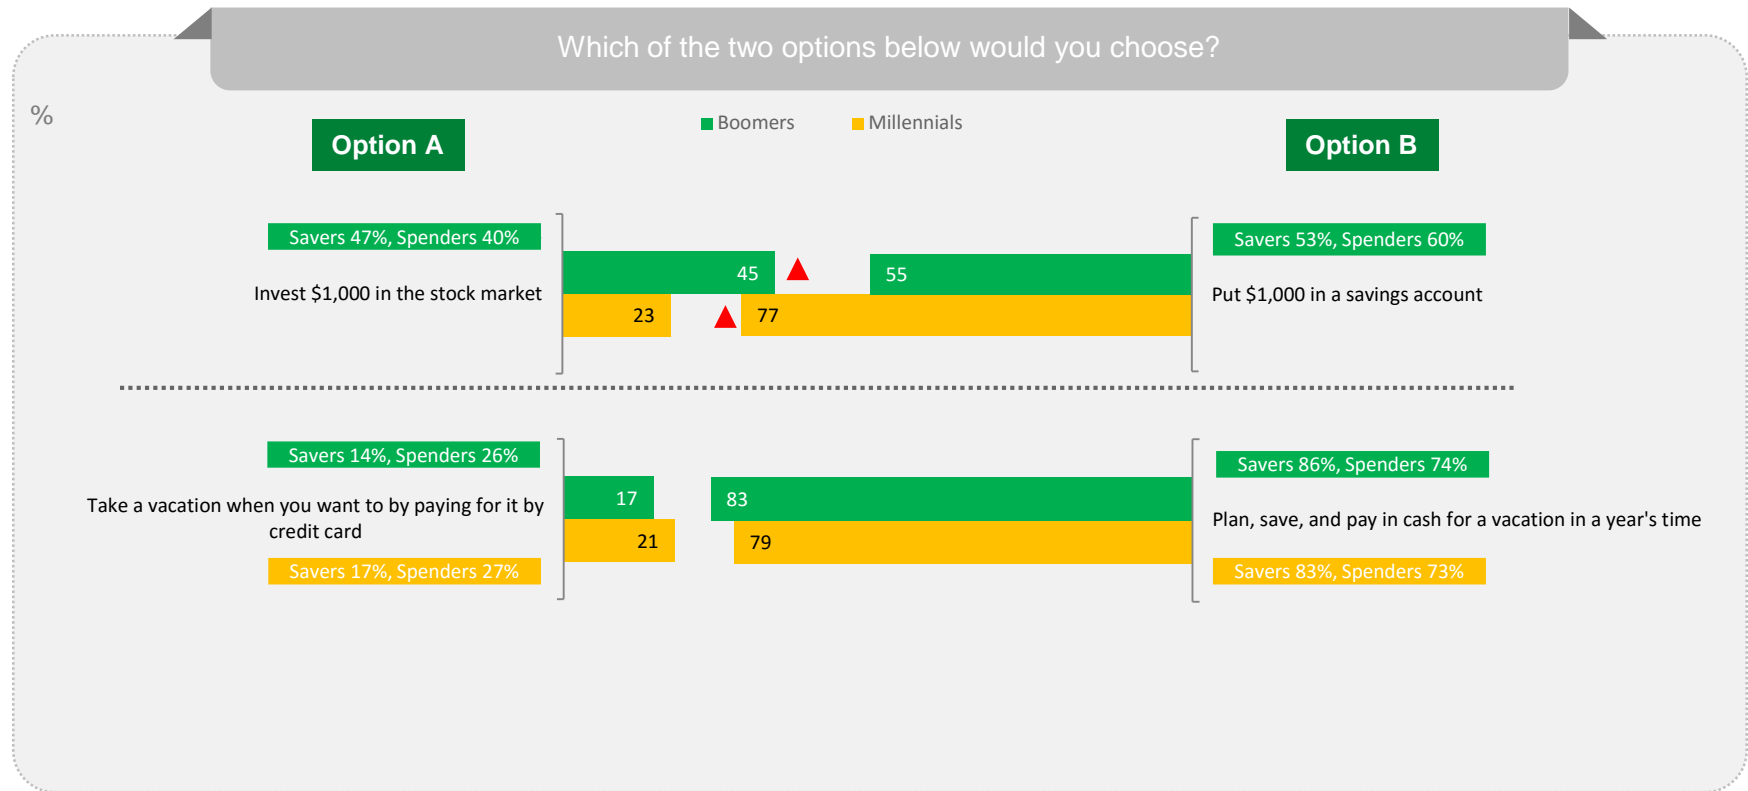 Which of the two options below would you choose?
%
Boomers Millennials
Option A
Option B
Savers 47%, Spenders 40%
Savers 53%, Spenders 60%
45
55
Invest $1,000 in the stock market
Put $1,000 in a savings account
23
77
Savers 14%, Spenders 26%
Savers 86%, Spenders 74%
17
83
Take a vacation when you want to by paying for it by
credit card
Plan, save, and pay in cash for a vacation in a year's time
21
79
Savers 17%, Spenders 27%
Savers 83%, Spenders 73%